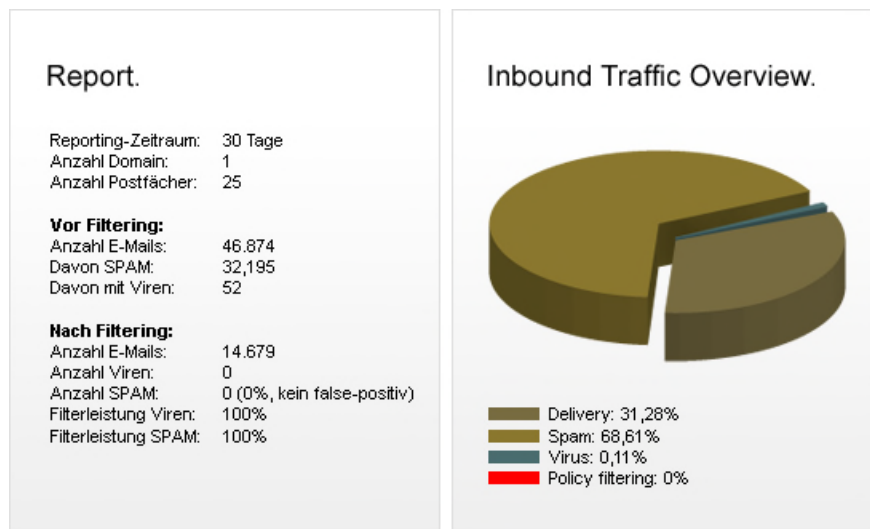 Report.
Reporting-Zeitraum: 30 Tage
Anzahl Domain: 1
Anzahl Postfächer: 25
Vor Filtering:
Anzahl E-Mails: 46.874
Davon SPAM: 32,195
Davon mit Viren: 52
Nach Filtering:
Anzahl E-Mails: 14.679
Anzahl Viren: 0
Anzahl SPAM: 0 (0%, kein false-positiv)
Filterleistung Viren: 100%
Filterleistung SPAM: 100%
Inbound Traffic Overview.
Delivery: 31,28%
Spam: 68,61%
Virus: 0,11%
Policy filtering: 0%